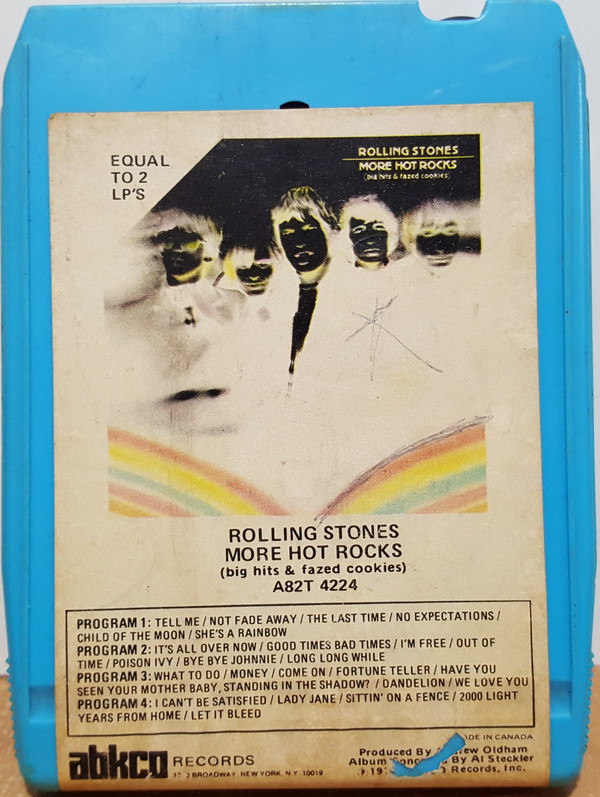 EQUAL
TO 2
LP'S
ROLLING STONES
MORE HOT ROCKS
(big hits & fazed cookies)
ROLLING STONES
MORE HOT ROCKS
(big hits & fazed cookies)
A82T 4224
PROGRAM 1: TELL ME / NOT FADE AWAY / THE LAST TIME / NO EXPECTATIONS /
CHILD OF THE MOON / SHE'S A RAINBOW
PROGRAM 2: IT'S ALL OVER NOW / GOOD TIMES BAD TIMES / I'M FREE / OUT OF
TIME / POISON IVY / BYE BYE JOHNNIE / LONG LONG WHILE
PROGRAM 3: WHAT TO DO / MONEY / COME ON / FORTUNE TELLER / HAVE YOU
SEEN YOUR MOTHER BABY, STANDING IN THE SHADOW? / DANDELION / WE LOVE YOU
PROGRAM 4: I CAN'T BE SATISFIED / LADY JANE / SITTIN' ON A FENCE / 2000 LIGHT
YEARS FROM HOME / LET IT BLEED
IN CANADA
abkco RECORDS
BROADWAY NEW YORK, N.Y. 10019
Produced By Oldham
Album By Al Steckler
Records, Inc.